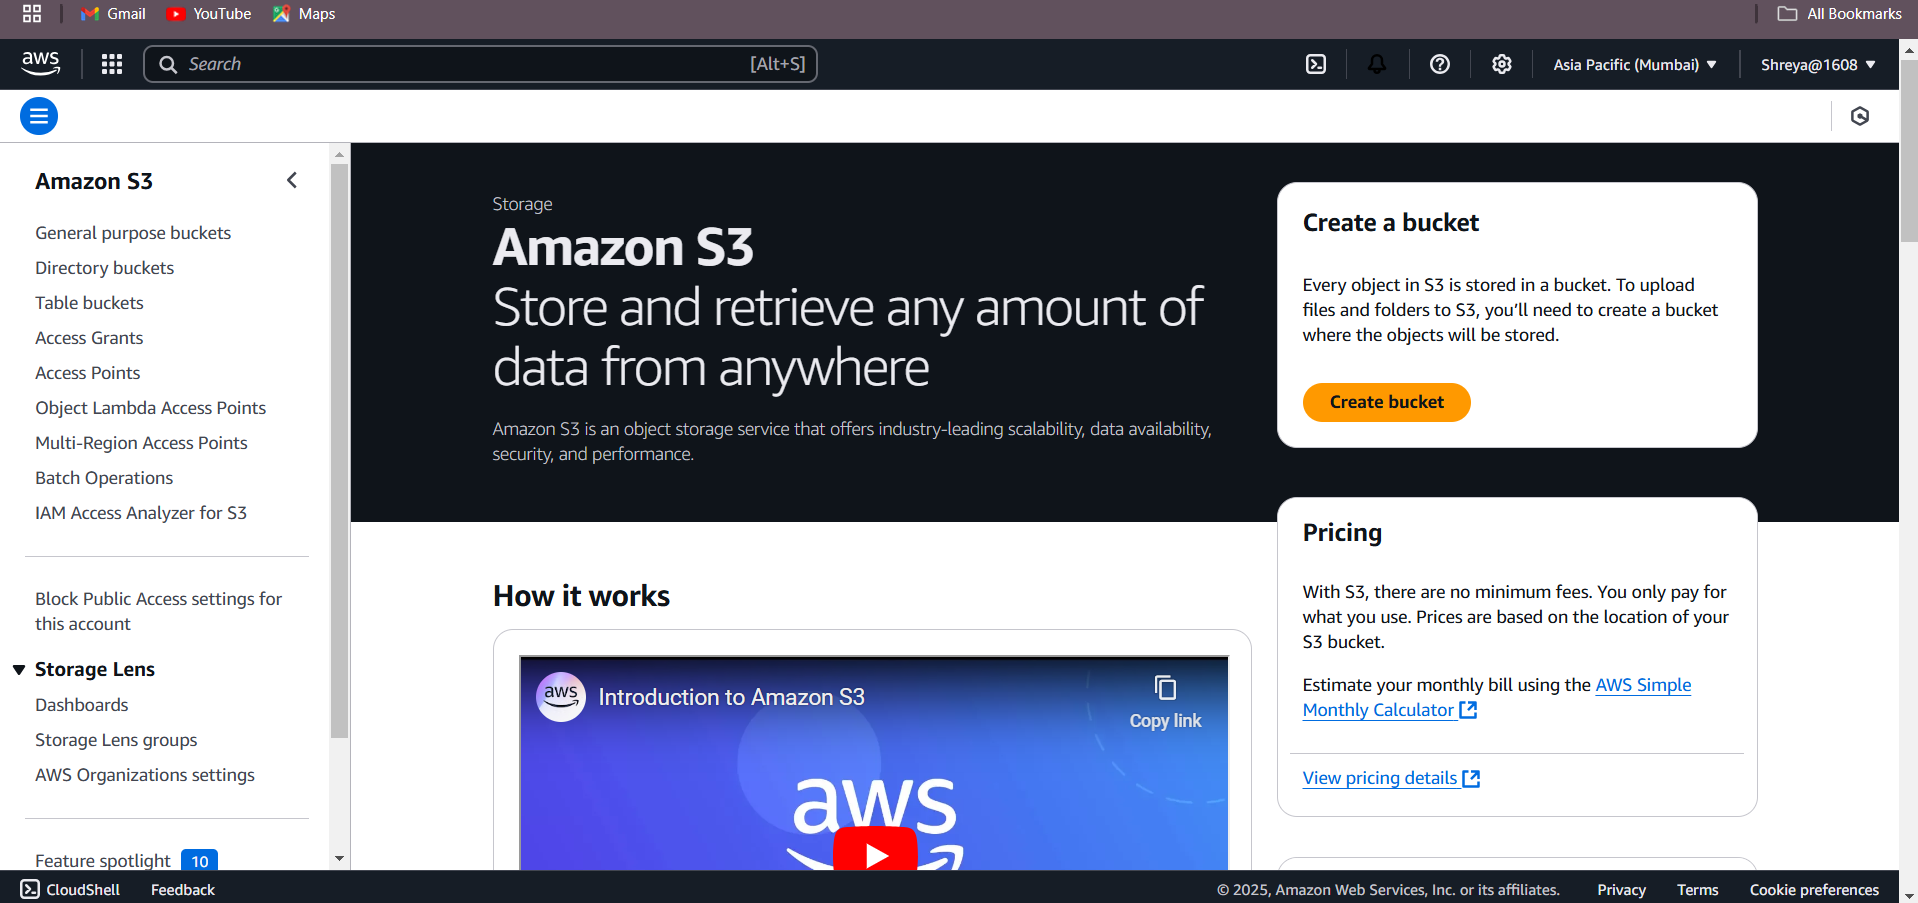 Gmail
YouTube
Maps
All Bookmarks
aws
Search
[Alt+S]
Asia Pacific (Mumbai)
Shreya@1608
Amazon S3
General purpose buckets
Directory buckets
Table buckets
Access Grants
Access Points
Object Lambda Access Points
Multi-Region Access Points
Batch Operations
IAM Access Analyzer for S3
Block Public Access settings for
this account
Storage Lens
Dashboards
Storage Lens groups
AWS Organizations settings
Feature spotlight 10
Storage
Amazon S3
Store and retrieve any amount of
data from anywhere
Amazon S3 is an object storage service that offers industry-leading scalability, data availability,
security, and performance.
How it works
aws
Introduction to Amazon S3
Copy link
aws
Create a bucket
Every object in S3 is stored in a bucket. To upload
files and folders to S3, you’ll need to create a bucket
where the objects will be stored.
Create bucket
Pricing
With S3, there are no minimum fees. You only pay for
what you use. Prices are based on the location of your
S3 bucket.
Estimate your monthly bill using the AWS Simple
Monthly Calculator
View pricing details
CloudShell
Feedback
© 2025, Amazon Web Services, Inc. or its affiliates.
Privacy
Terms
Cookie preferences